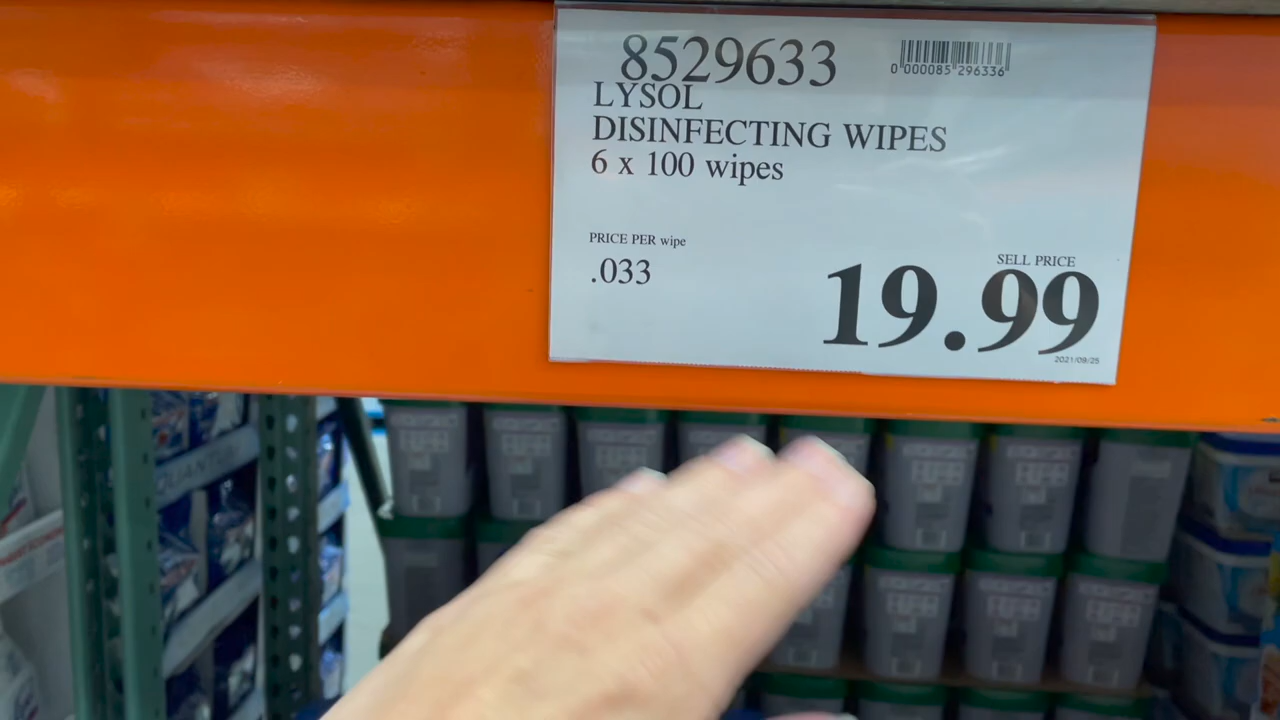 8529633
0 000085 296336
LYSOL
DISINFECTING WIPES
6 x 100 wipes
PRICE PER wipe
.033
SELL PRICE
19.99
2021/09/25